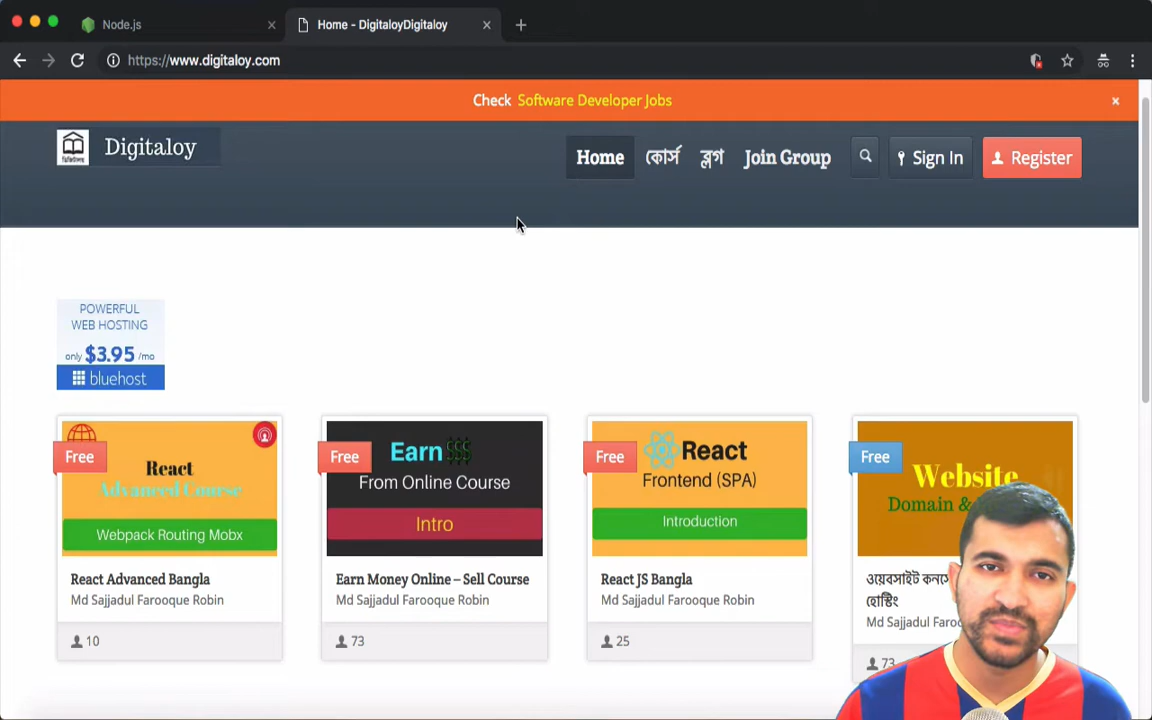 Node.js
Home - DigitaloyDigitaloy
https://www.digitaloy.com
Check Software Developer Jobs
Digitaloy
Home
কোর্স
ব্লগ
Join Group
Sign In
Register
POWERFUL
WEB HOSTING
only $3.95 /mo
bluehost
Free
React
Advanced Course
Webpack Routing Mobx
React Advanced Bangla
Md Sajjadul Farooque Robin
10
Free
Earn $$$
From Online Course
Intro
Earn Money Online – Sell Course
Md Sajjadul Farooque Robin
73
Free
React
Frontend (SPA)
Introduction
React JS Bangla
Md Sajjadul Farooque Robin
25
Free
Website
Domain &
ওয়েবসাইট
হোস্টিং
Md Sajjadul
73